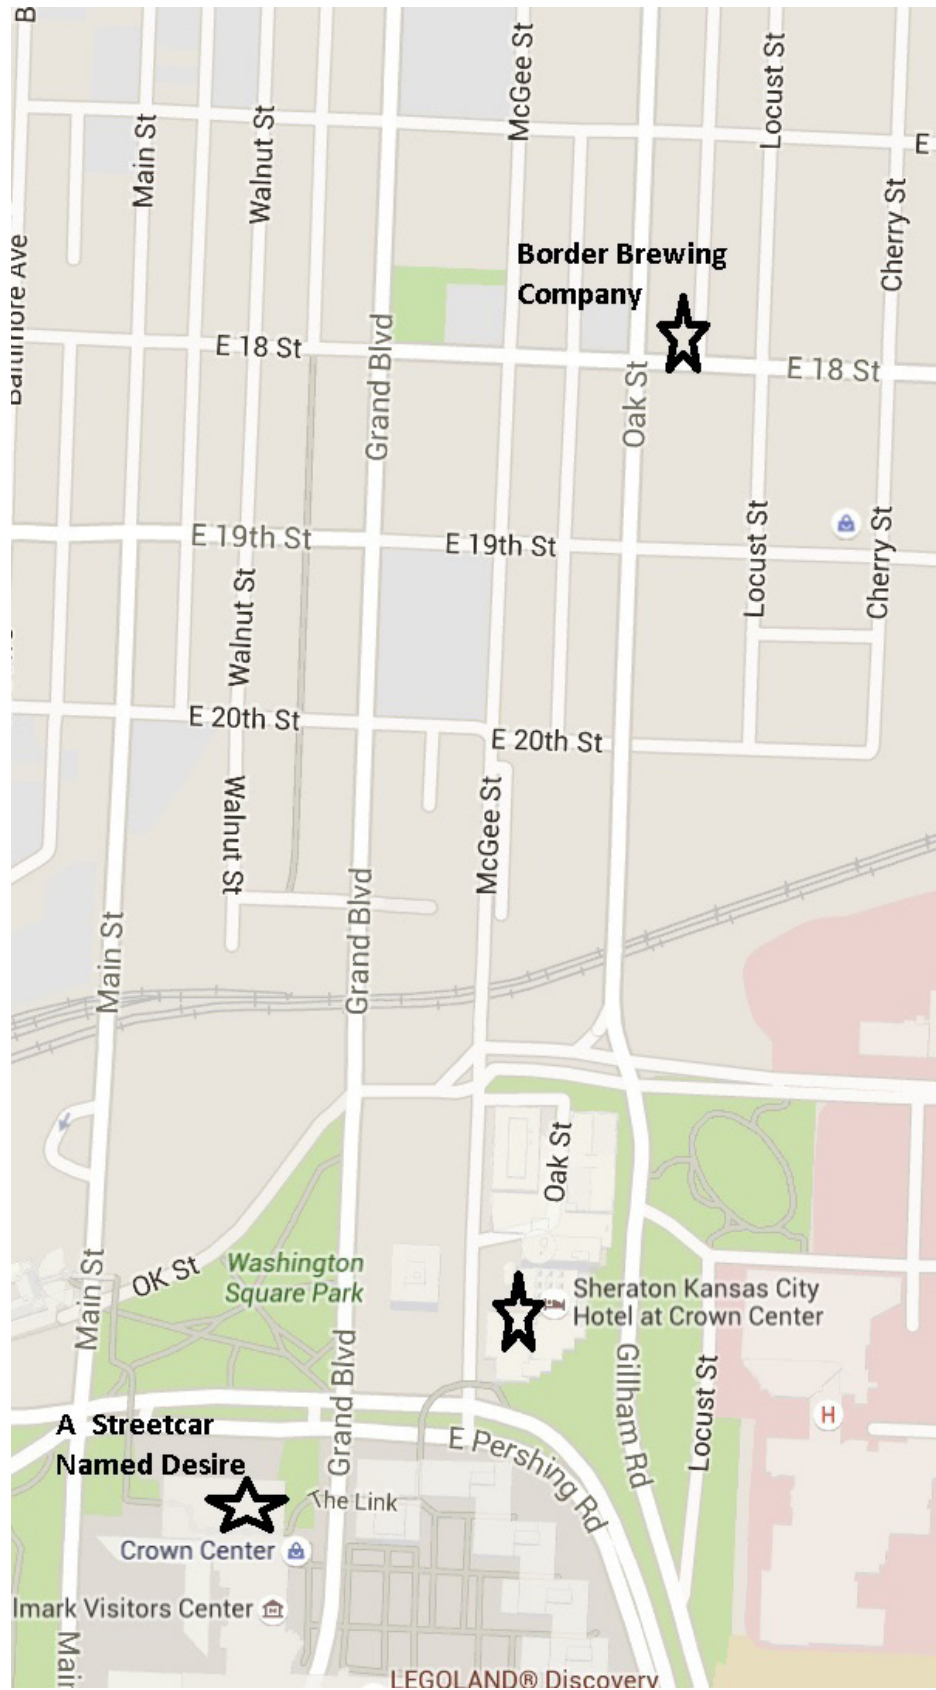 B
McGee St
Locust St
Main St
Walnut St
E
Cherry St
Border Brewing
Company
Baltimore Ave
E 18 St
Grand Blvd
E 18 St
Oak St
E 19th St
E 19th St
Locust St
Cherry St
Walnut St
E 20th St
E 20th St
Walnut St
McGee St
Grand Blvd
Main St
Oak St
Washington
Square Park
OK St
Main St
Sheraton Kansas City
Hotel at Crown Center
Grand Blvd
Gillham Rd
Locust St
H
A Streetcar
Named Desire
E Pershing Rd
The Link
Crown Center
lmark Visitors Center
Main
LEGOLAND® Discovery